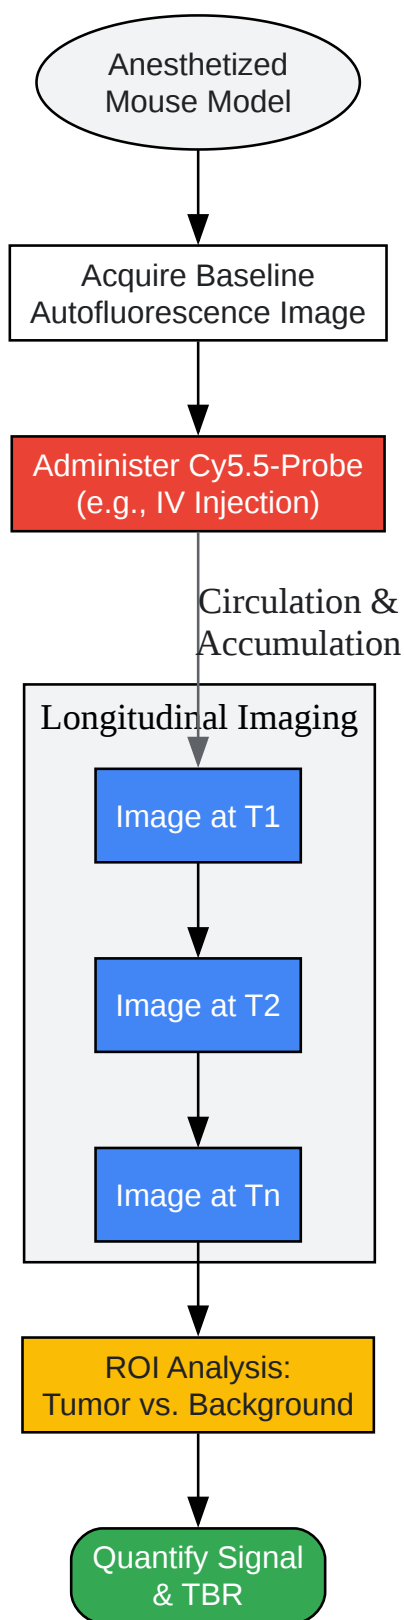 Anesthetized
Mouse Model
Acquire Baseline
Autofluorescence Image
Administer Cy5.5-Probe
(e.g., IV Injection)
Circulation &
Accumulation
Longitudinal Imaging
Image at T1
Image at T2
Image at Tn
ROI Analysis:
Tumor vs. Background
Quantify Signal
& TBR